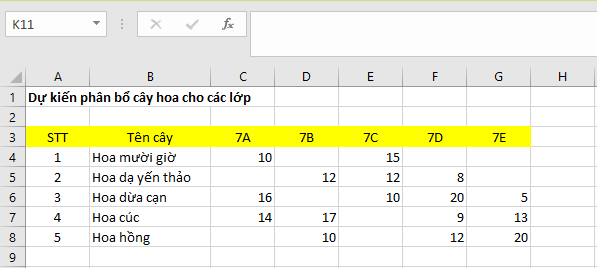 K11 fx
A B C D E F G H
1 Dự kiến phân bổ cây hoa cho các lớp
2
3 STT Tên cây 7A 7B 7C 7D 7E
4 1 Hoa mười giờ 10 15
5 2 Hoa dạ yến thảo 12 12 8
6 3 Hoa dừa cạn 16 10 20 5
7 4 Hoa cúc 14 17 9 13
8 5 Hoa hồng 10 12 20
9